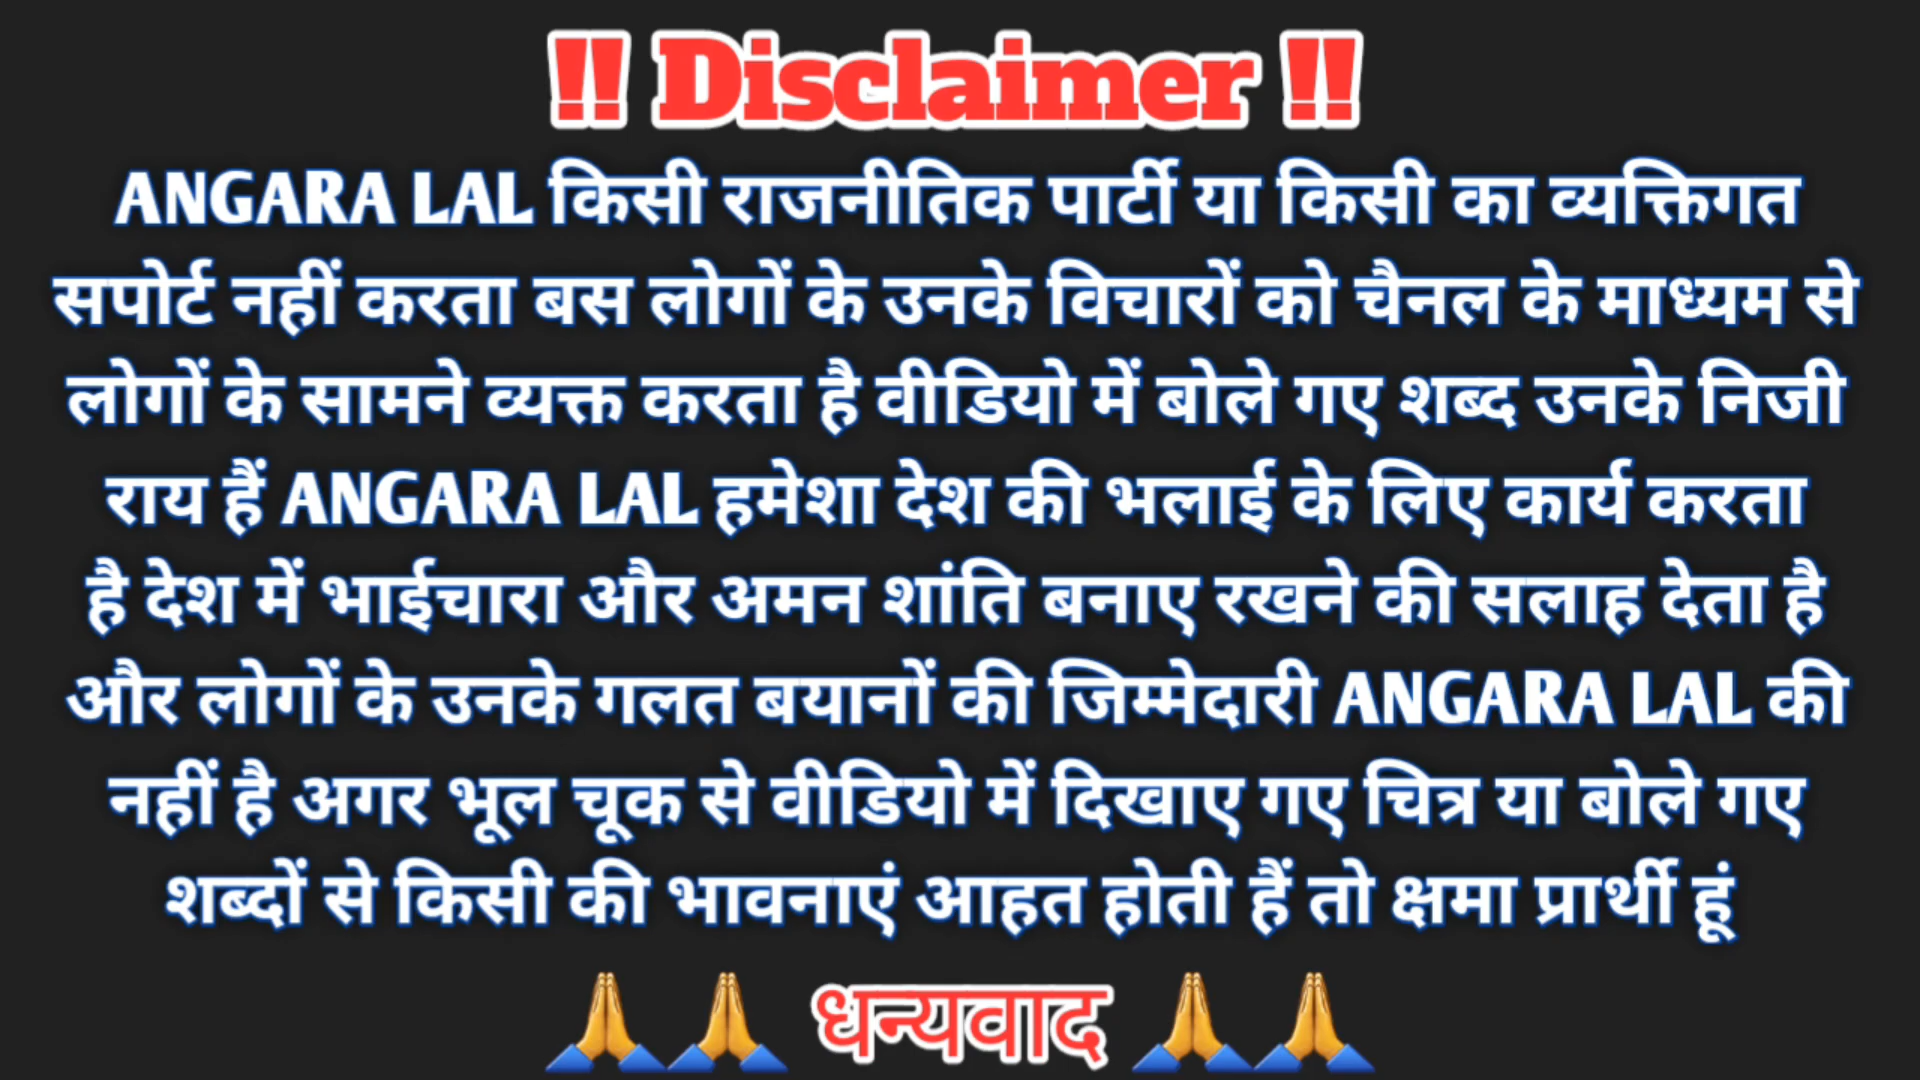 !! Disclaimer !!
ANGARA LAL किसी राजनीतिक पार्टी या किसी का व्यक्तिगत
सपोर्ट नहीं करता बस लोगों के उनके विचारों को चैनल के माध्यम से
लोगों के सामने व्यक्त करता है वीडियो में बोले गए शब्द उनके निजी
राय हैं ANGARA LAL हमेशा देश की भलाई के लिए कार्य करता
है देश में भाईचारा और अमन शांति बनाए रखने की सलाह देता है
और लोगों के उनके गलत बयानों की जिम्मेदारी ANGARA LAL की
नहीं है अगर भूल चूक से वीडियो में दिखाए गए चित्र या बोले गए
शब्दों से किसी की भावनाएं आहत होती हैं तो क्षमा प्रार्थी हूं
🙏🙏 धन्यवाद 🙏🙏